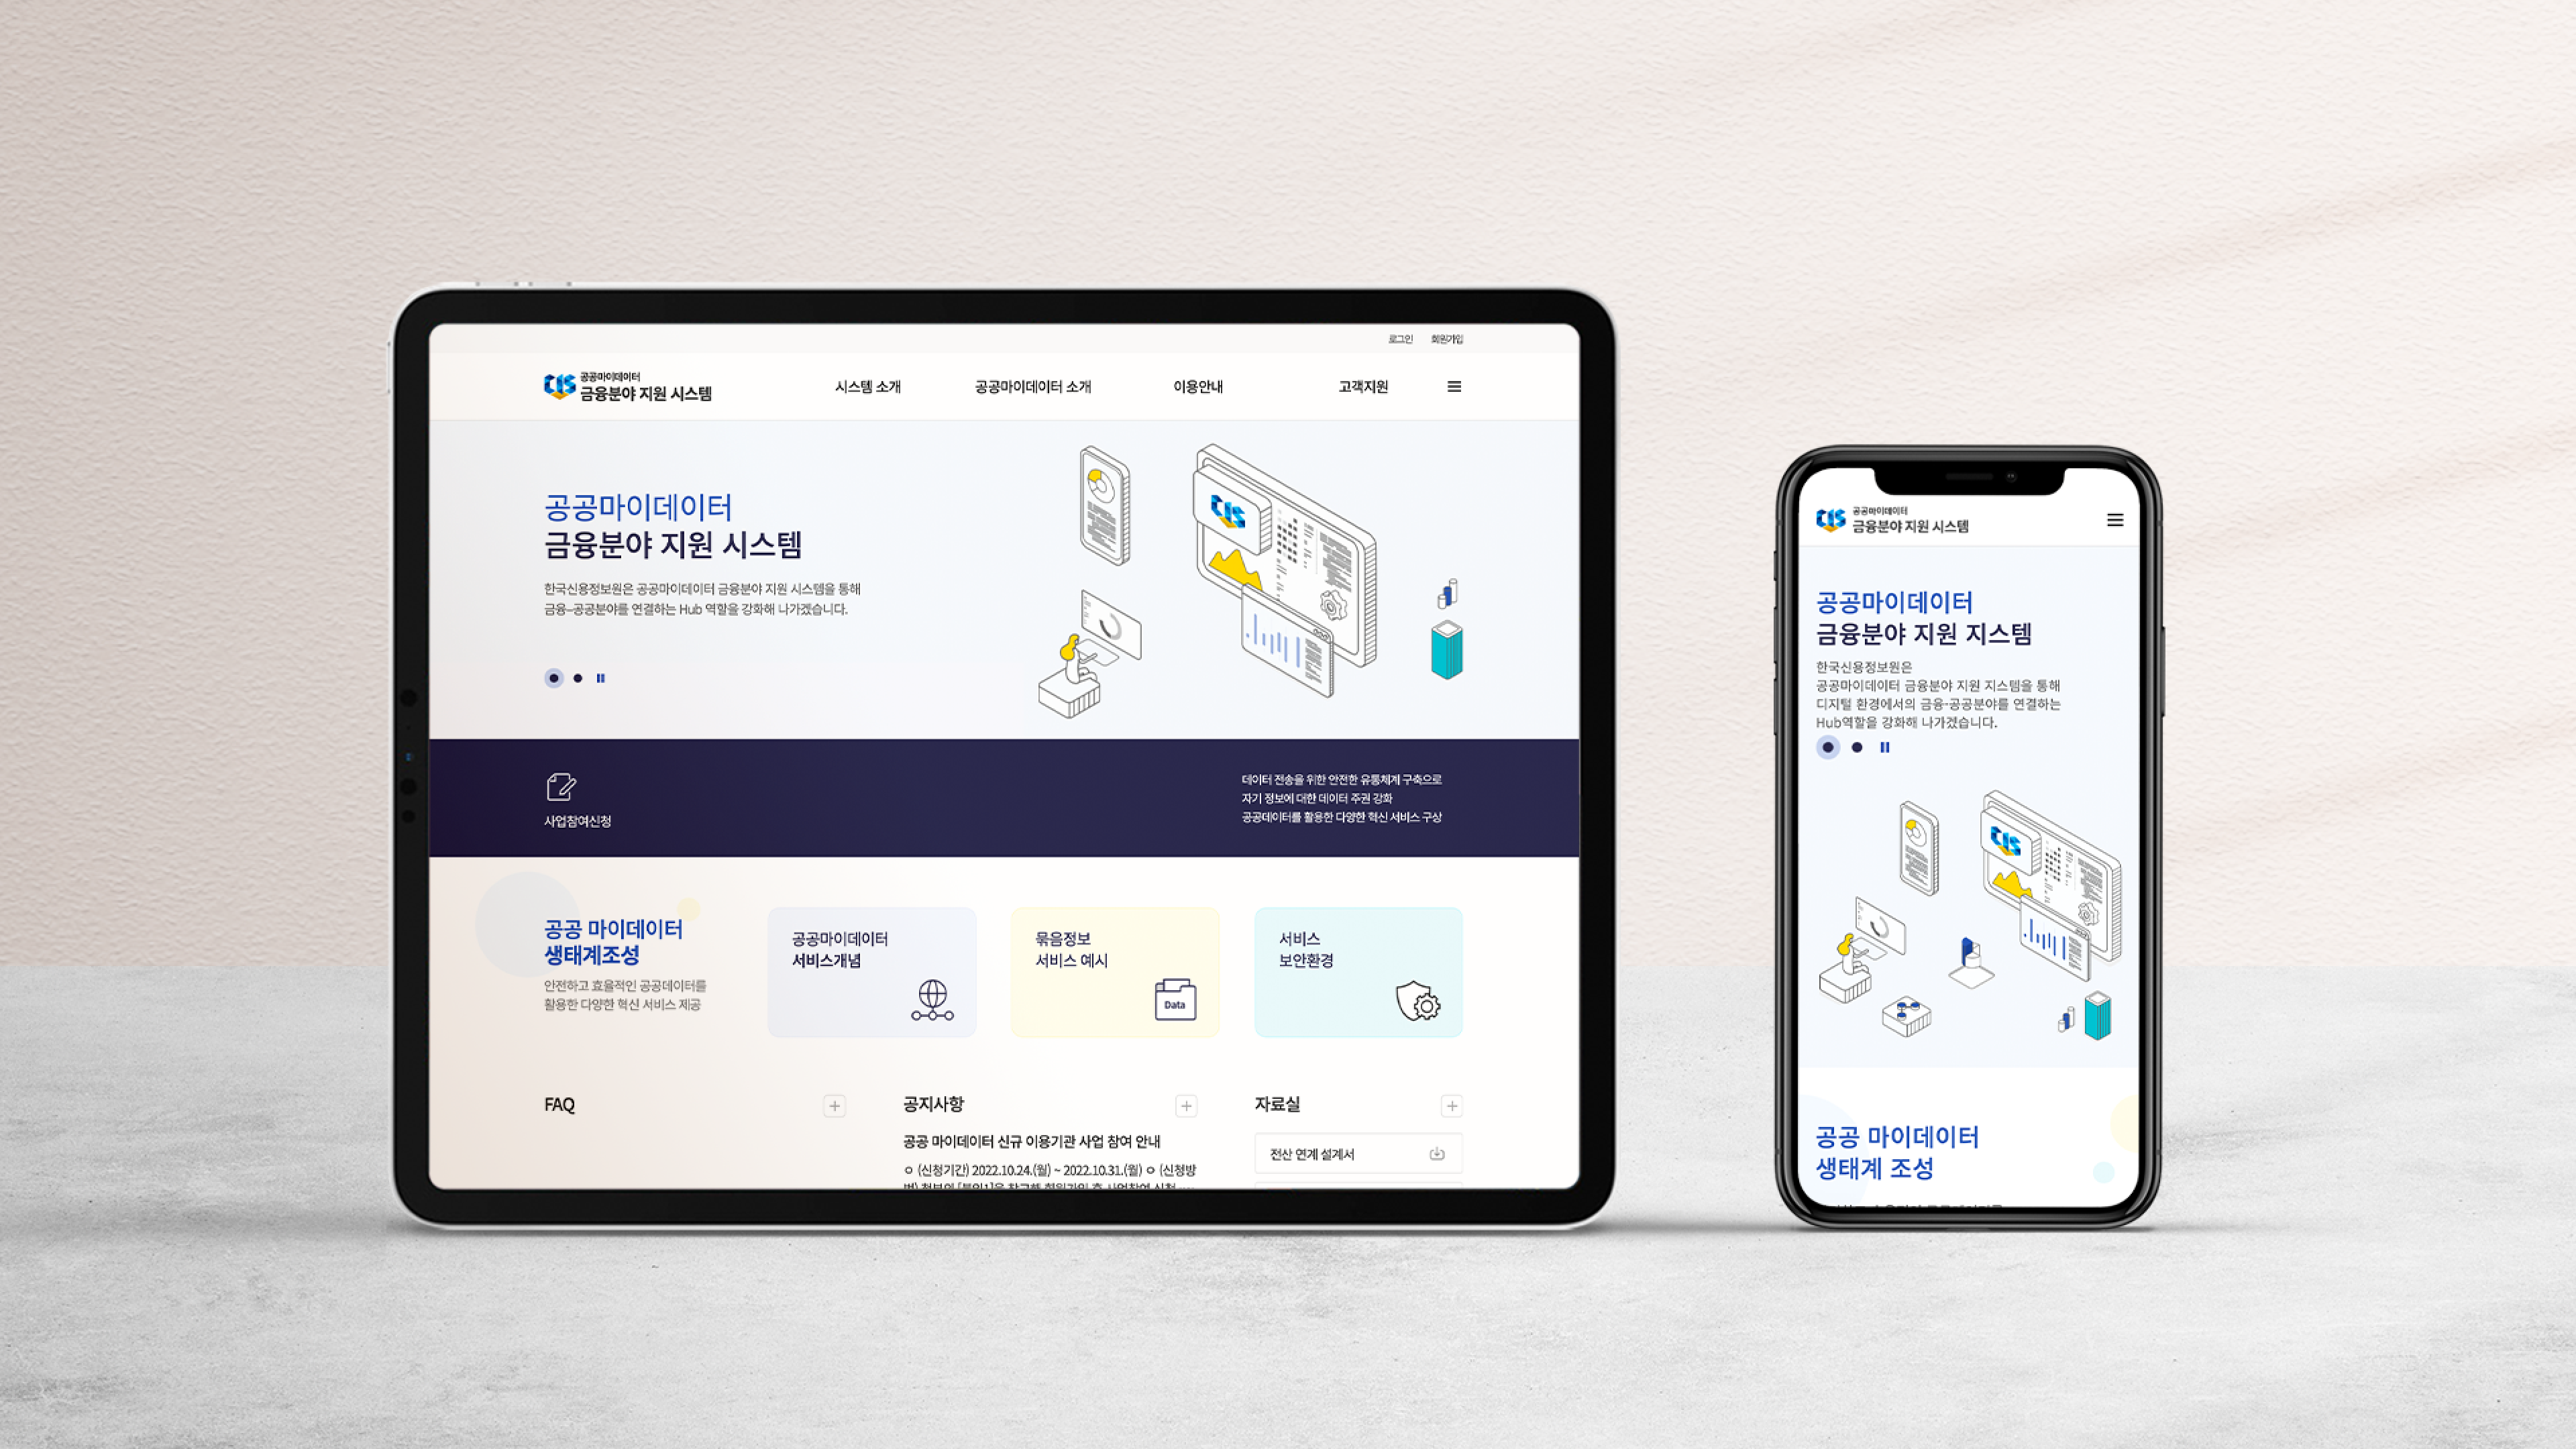 로그인 회원가입
CIS 공공마이데이터
금융분야 지원 시스템
시스템 소개 공공마이데이터 소개 이용안내 고객지원
공공마이데이터
금융분야 지원 시스템
한국신용정보원은 공공마이데이터 금융분야 지원 시스템을 통해
금융–공공분야를 연결하는 Hub 역할을 강화해 나가겠습니다.
CIS
사업참여신청
데이터 전송을 위한 안전한 유통체계 구축으로
자기 정보에 대한 데이터 주권 강화
공공데이터를 활용한 다양한 혁신 서비스 구상
공공 마이데이터
생태계조성
안전하고 효율적인 공공데이터를
활용한 다양한 혁신 서비스 제공
공공마이데이터
서비스개념
묶음정보
서비스 예시
Data
서비스
보안환경
FAQ
공지사항
공공 마이데이터 신규 이용기관 사업 참여 안내
ㅇ (신청기간) 2022.10.24.(월) ~ 2022.10.31.(월) ㅇ (신청방
자료실
전산 연계 설계서
CIS 공공마이데이터
금융분야 지원 시스템
공공마이데이터
금융분야 지원 지스템
한국신용정보원은
공공마이데이터 금융분야 지원 지스템을 통해
디지털 환경에서의 금융-공공분야를 연결하는
Hub역할을 강화해 나가겠습니다.
CIS
공공 마이데이터
생태계 조성